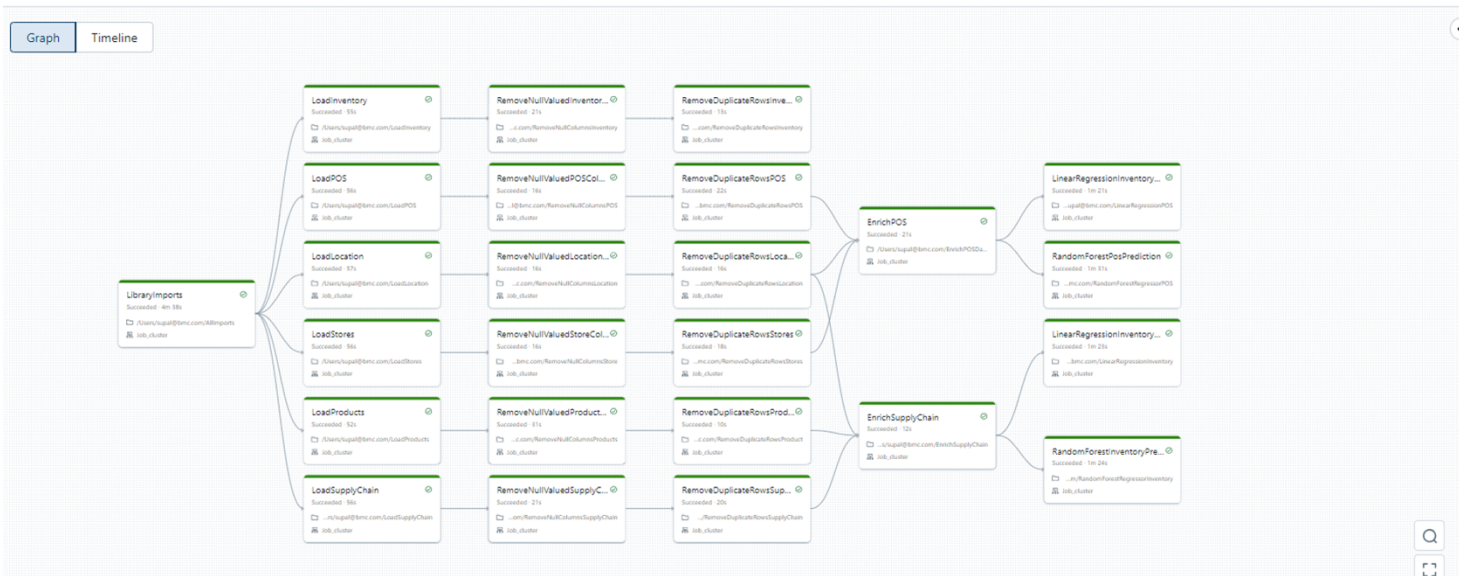 Graph
Timeline
LoadInventory
Succeeded · 55s
/Users/supal@bmc.com/LoadInventory
Job_cluster
RemoveNullValuedInventor...
Succeeded · 21s
...c.com/RemoveNullColumnsInventory
Job_cluster
RemoveDuplicateRowsInve...
Succeeded · 13s
...com/RemoveDuplicateRowsInventory
Job_cluster
LoadPOS
Succeeded · 56s
/Users/supal@bmc.com/LoadPOS
Job_cluster
RemoveNullValuedPOSCol...
Succeeded · 16s
...l@bmc.com/RemoveNullColumnsPOS
Job_cluster
RemoveDuplicateRowsPOS
Succeeded · 22s
...bmc.com/RemoveDuplicateRowsPOS
Job_cluster
LinearRegressionInventory...
Succeeded · 1m 21s
...upal@bmc.com/LinearRegressionPOS
Job_cluster
EnrichPOS
Succeeded · 21s
/Users/supal@bmc.com/EnrichPOSDa...
Job_cluster
LoadLocation
Succeeded · 57s
/Users/supal@bmc.com/LoadLocation
Job_cluster
RemoveNullValuedLocation...
Succeeded · 16s
...c.com/RemoveNullColumnsLocation
Job_cluster
RemoveDuplicateRowsLoca...
Succeeded · 16s
...com/RemoveDuplicateRowsLocation
Job_cluster
RandomForestPosPrediction
Succeeded · 1m 31s
...mc.com/RandomForestRegressorPOS
Job_cluster
LibraryImports
Succeeded · 4m 38s
/Users/supal@bmc.com/AllImports
Job_cluster
LoadStores
Succeeded · 56s
/Users/supal@bmc.com/LoadStores
Job_cluster
RemoveNullValuedStoreCol...
Succeeded · 16s
...bmc.com/RemoveNullColumnsStore
Job_cluster
RemoveDuplicateRowsStores
Succeeded · 18s
...mc.com/RemoveDuplicateRowsStores
Job_cluster
LinearRegressionInventory...
Succeeded · 1m 25s
...bmc.com/LinearRegressionInventory
Job_cluster
LoadProducts
Succeeded · 52s
/Users/supal@bmc.com/LoadProducts
Job_cluster
RemoveNullValuedProduct...
Succeeded · 31s
...c.com/RemoveNullColumnsProducts
Job_cluster
RemoveDuplicateRowsProd...
Succeeded · 10s
...c.com/RemoveDuplicateRowsProduct
Job_cluster
EnrichSupplyChain
Succeeded · 12s
...s/supal@bmc.com/EnrichSupplyChain
Job_cluster
RandomForestInventoryPre...
Succeeded · 1m 24s
...m/RandomForestRegressorInventory
Job_cluster
LoadSupplyChain
Succeeded · 56s
...rs/supal@bmc.com/LoadSupplyChain
Job_cluster
RemoveNullValuedSupplyC...
Succeeded · 21s
...om/RemoveNullColumnsSupplyChain
Job_cluster
RemoveDuplicateRowsSup...
Succeeded · 20s
.../RemoveDuplicateRowsSupplyChain
Job_cluster